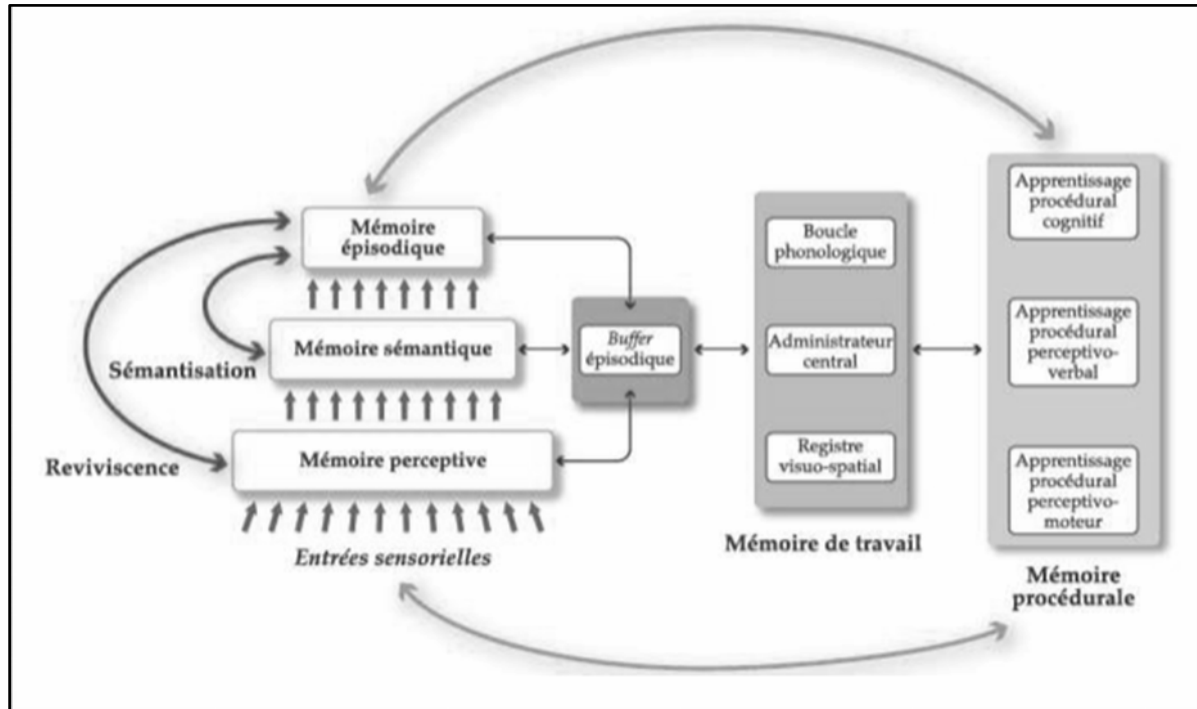 Mémoire
épisodique
Mémoire sémantique
Sémantisation
Mémoire perceptive
Reviviscence
Entrées sensorielles
Buffer
épisodique
Boucle
phonologique
Administrateur
central
Registre
visuo-spatial
Mémoire de travail
Apprentissage
procédural
cognitif
Apprentissage
procédural
perceptivo-
verbal
Apprentissage
procédural
perceptivo-
moteur
Mémoire
procédurale